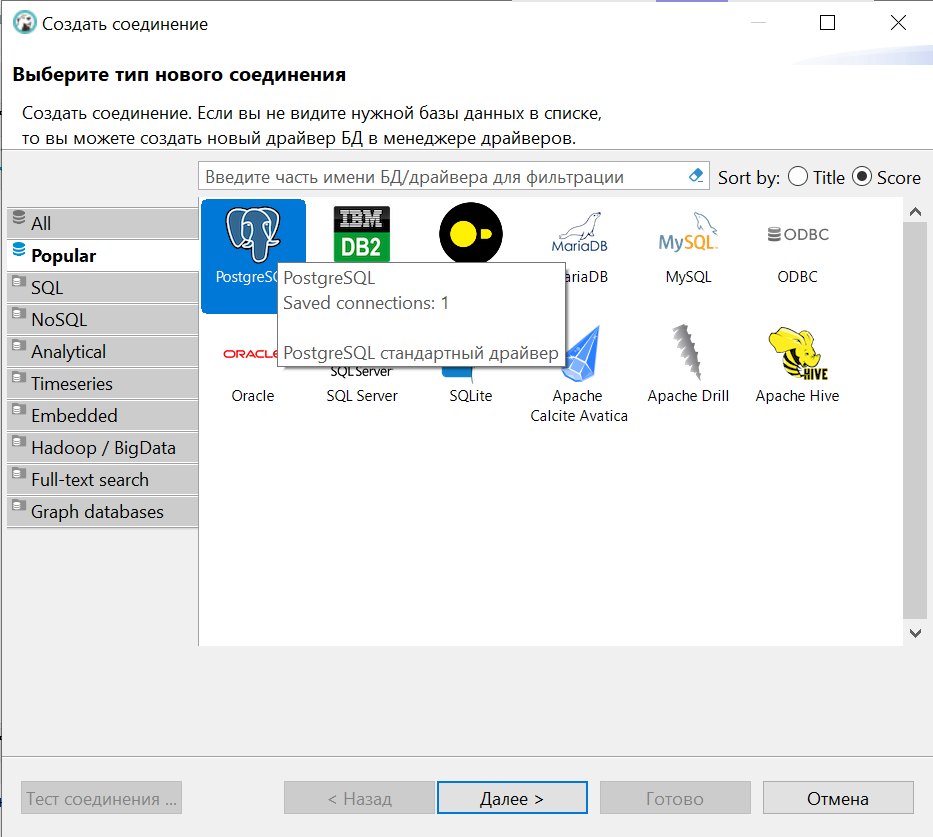 Создать соединение
Выберите тип нового соединения
Создать соединение. Если вы не видите нужной базы данных в списке,
то вы можете создать новый драйвер БД в менеджере драйверов.
Введите часть имени БД/драйвера для фильтрации
Sort by: Title Score
All
Popular
SQL
NoSQL
Analytical
Timeseries
Embedded
Hadoop / BigData
Full-text search
Graph databases
IBM
DB2
MariaDB
MySQL
ODBC
MySQL
ODBC
PostgreSQL
Saved connections: 1
PostgreSQL стандартный драйвер
ORACLE
SQL Server
HIVE
Oracle
SQL Server
SQLite
Apache
Calcite Avatica
Apache Drill
Apache Hive
Тест соединения ...
< Назад
Далее >
Готово
Отмена